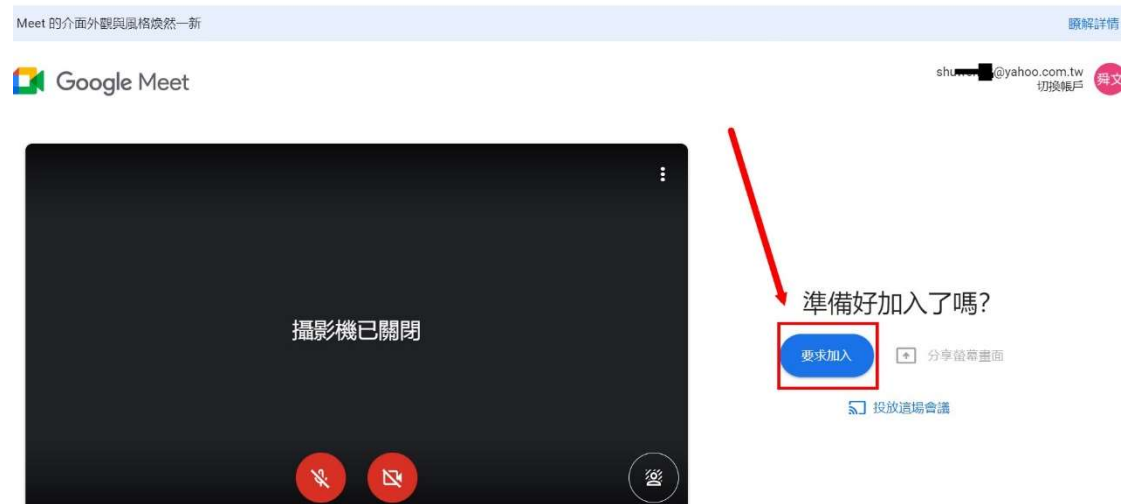 Meet 的介面外觀與風格煥然一新
瞭解詳情
Google Meet
@yahoo.com.tw
切換帳戶
舜文
攝影機已關閉
準備好加入了嗎?
要求加入
分享螢幕畫面
投放這場會議